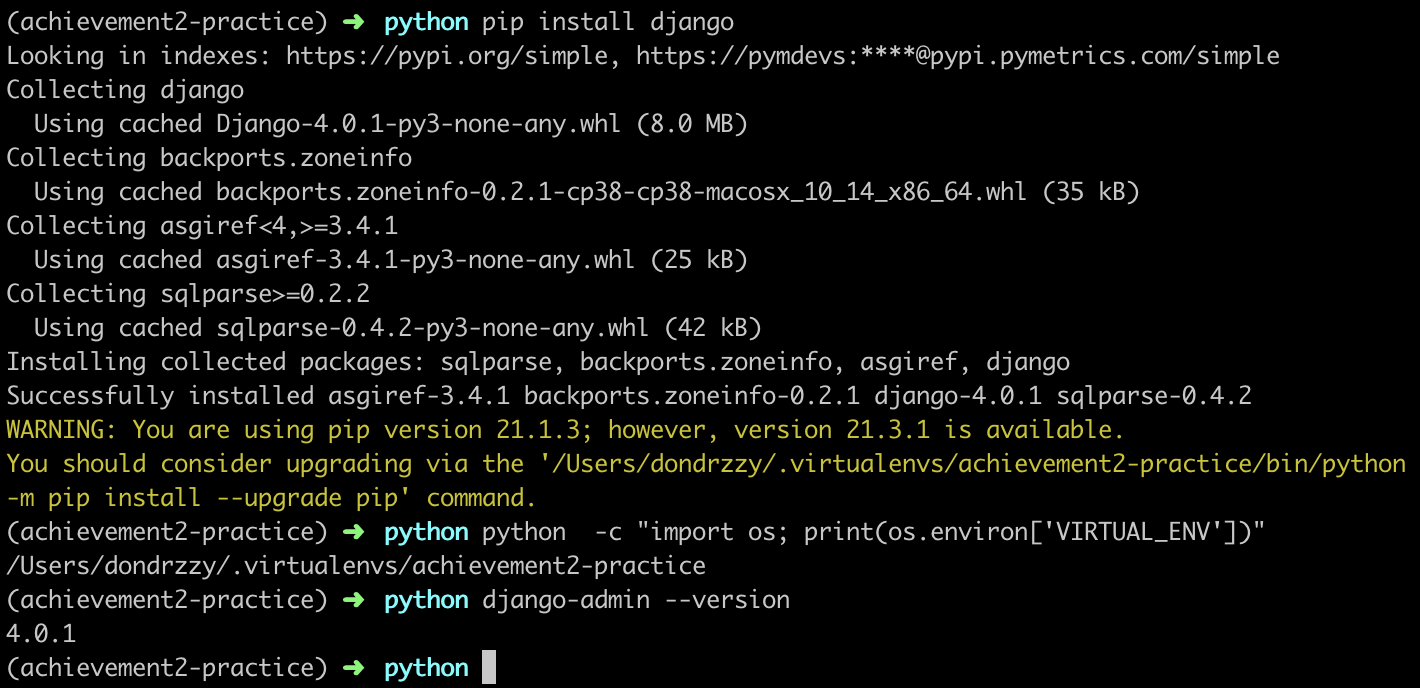 (achievement2-practice) ➜ python pip install django
Looking in indexes: https://pypi.org/simple, https://pymdevs:****@pypi.pymetrics.com/simple
Collecting django
  Using cached Django-4.0.1-py3-none-any.whl (8.0 MB)
Collecting backports.zoneinfo
  Using cached backports.zoneinfo-0.2.1-cp38-cp38-macosx_10_14_x86_64.whl (35 kB)
Collecting asgiref<4,>=3.4.1
  Using cached asgiref-3.4.1-py3-none-any.whl (25 kB)
Collecting sqlparse>=0.2.2
  Using cached sqlparse-0.4.2-py3-none-any.whl (42 kB)
Installing collected packages: sqlparse, backports.zoneinfo, asgiref, django
Successfully installed asgiref-3.4.1 backports.zoneinfo-0.2.1 django-4.0.1 sqlparse-0.4.2
WARNING: You are using pip version 21.1.3; however, version 21.3.1 is available.
You should consider upgrading via the '/Users/dondrzzy/.virtualenvs/achievement2-practice/bin/python
-m pip install --upgrade pip' command.
(achievement2-practice) ➜ python python  -c "import os; print(os.environ['VIRTUAL_ENV'])"
/Users/dondrzzy/.virtualenvs/achievement2-practice
(achievement2-practice) ➜ python django-admin --version
4.0.1
(achievement2-practice) ➜ python